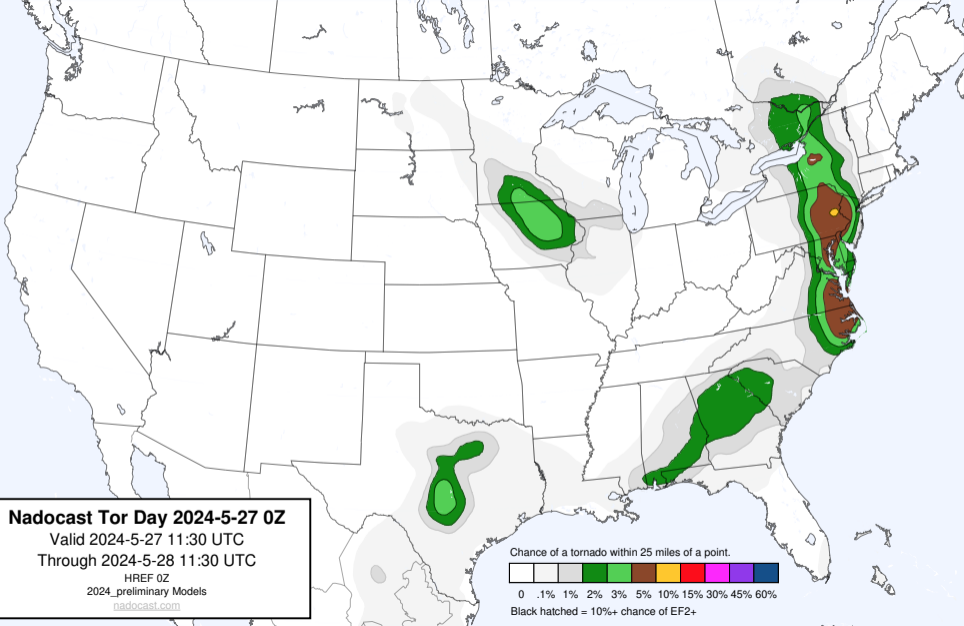 Nadocast Tor Day 2024-5-27 0Z
Valid 2024-5-27 11:30 UTC
Through 2024-5-28 11:30 UTC
HREF 0Z
2024_preliminary Models
nadocast.com
Chance of a tornado within 25 miles of a point.
0 .1% 1% 2% 3% 5% 10% 15% 30% 45% 60%
Black hatched = 10%+ chance of EF2+